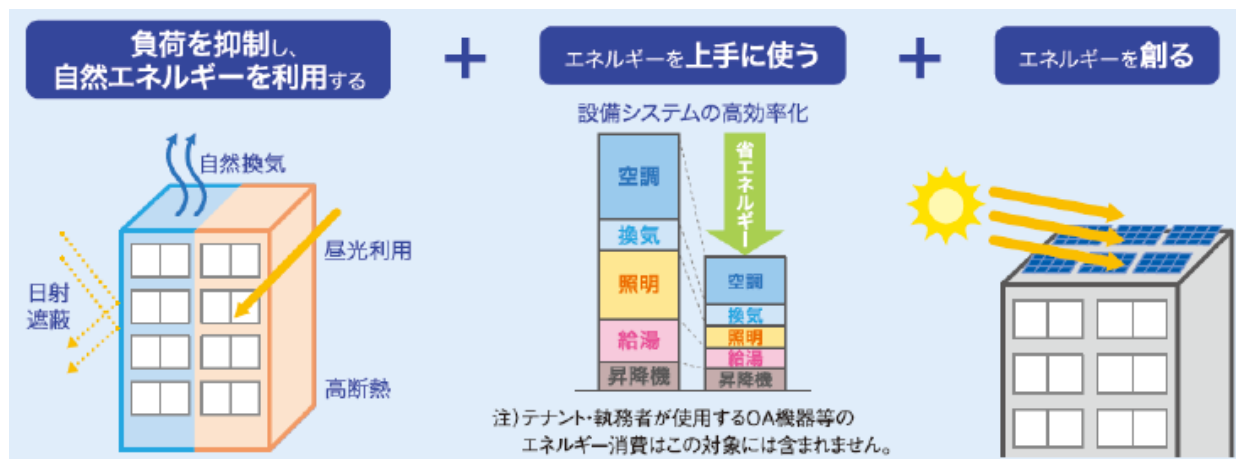 負荷を抑制し、
自然エネルギーを利用する
+
エネルギーを上手に使う
+
エネルギーを創る
自然換気
昼光利用
日射
遮蔽
高断熱
設備システムの高効率化
空調
換気
照明
給湯
昇降機
省エネルギー
空調
換気
照明
給湯
昇降機
注)テナント・執務者が使用するOA機器等の
エネルギー消費はこの対象には含まれません。